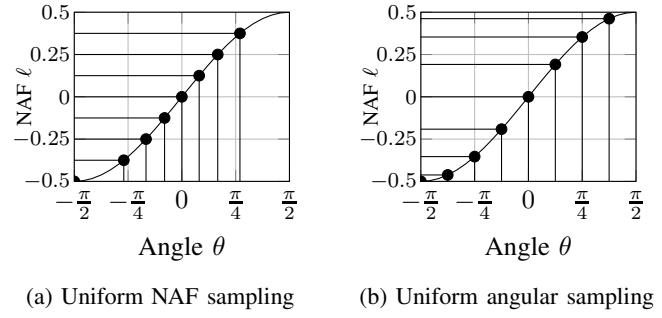 0.5
0.25
0
−0.25
−0.5
NAF ℓ
−π/2
−π/4
0
π/4
π/2
Angle θ
(a) Uniform NAF sampling
0.5
0.25
0
−0.25
−0.5
NAF ℓ
−π/2
−π/4
0
π/4
π/2
Angle θ
(b) Uniform angular sampling